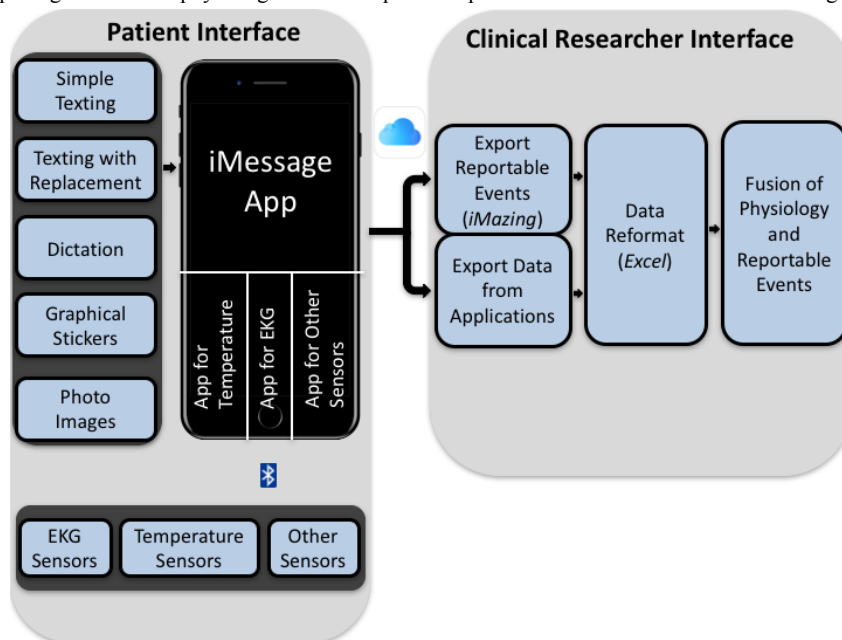 Patient Interface
Simple
Texting
Texting with
Replacement
Dictation
Graphical
Stickers
Photo
Images
iMessage
App
App for
Temperature
App for EKG
App for Other
Sensors
EKG
Sensors
Temperature
Sensors
Other
Sensors
Clinical Researcher Interface
Export
Reportable
Events
(iMazing)
Export Data
from
Applications
Data
Reformat
(Excel)
Fusion of
Physiology
and
Reportable
Events